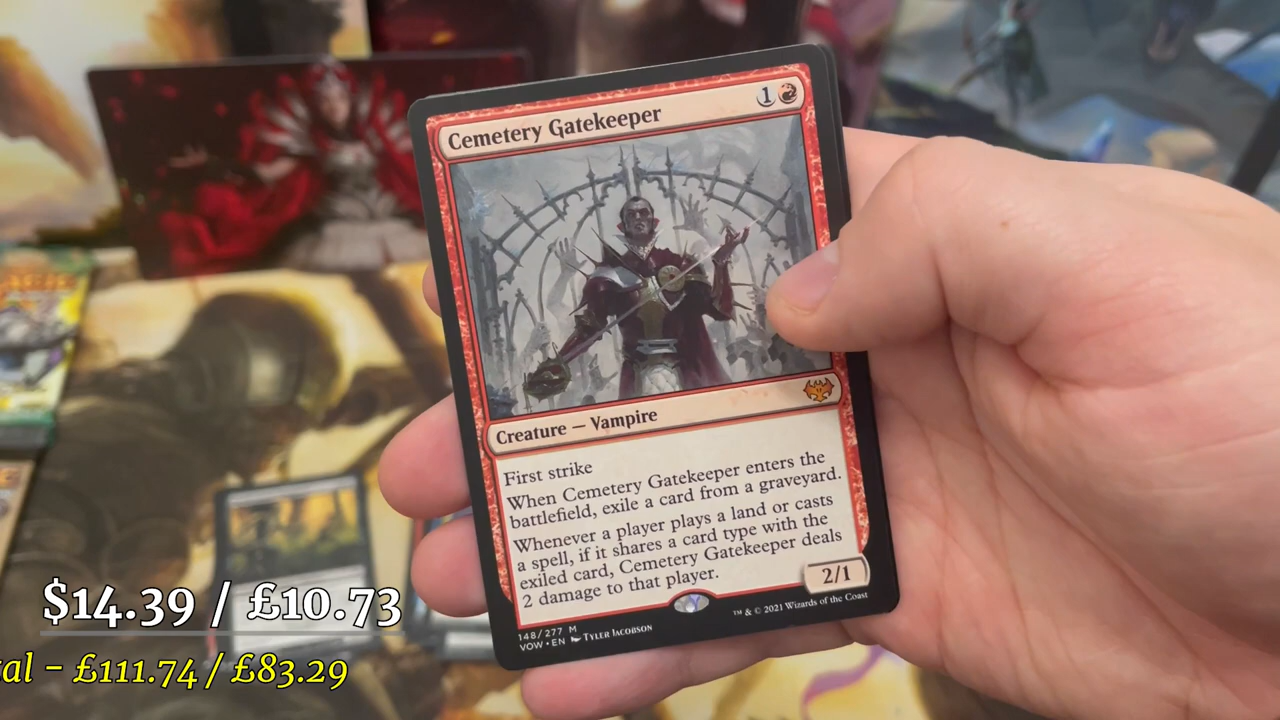 Cemetery Gatekeeper
1
Creature — Vampire
First strike
When Cemetery Gatekeeper enters the
battlefield, exile a card from a graveyard.
Whenever a player plays a land or casts
a spell, if it shares a card type with the
exiled card, Cemetery Gatekeeper deals
2 damage to that player.
2/1
148/277 M
VOW • EN TYLER JACOBSON
™ & © 2021 Wizards of the Coast
$14.39 / £10.73
al – £111.74 / £83.29